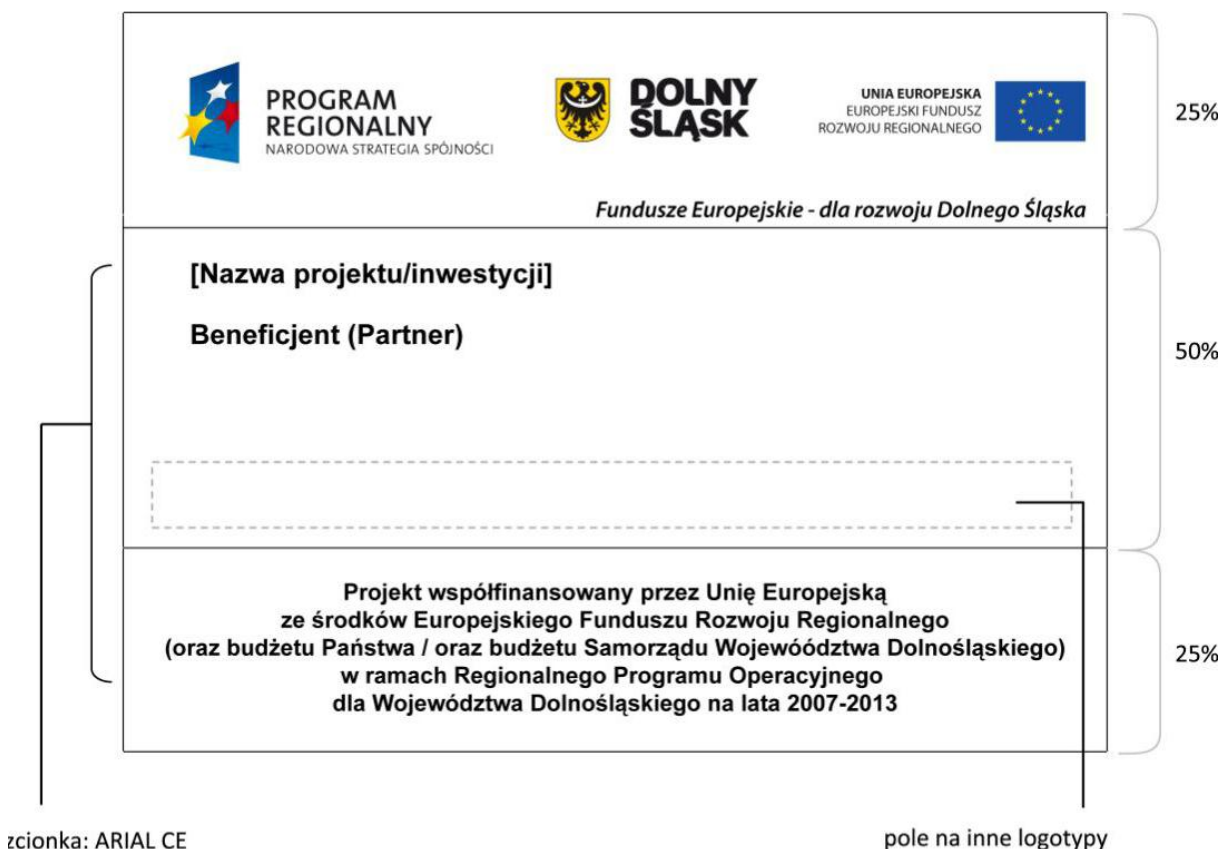 PROGRAM
REGIONALNY
NARODOWA STRATEGIA SPÓJNOŚCI
DOLNY
ŚLĄSK
UNIA EUROPEJSKA
EUROPEJSKI FUNDUSZ
ROZWOJU REGIONALNEGO
25%
Fundusze Europejskie - dla rozwoju Dolnego Śląska
[Nazwa projektu/inwestycji]
Beneficjent (Partner)
50%
Projekt współfinansowany przez Unię Europejską
ze środków Europejskiego Funduszu Rozwoju Regionalnego
(oraz budżetu Państwa / oraz budżetu Samorządu Wojewóództwa Dolnośląskiego)
w ramach Regionalnego Programu Operacyjnego
dla Województwa Dolnośląskiego na lata 2007-2013
25%
zcionka: ARIAL CE
pole na inne logotypy